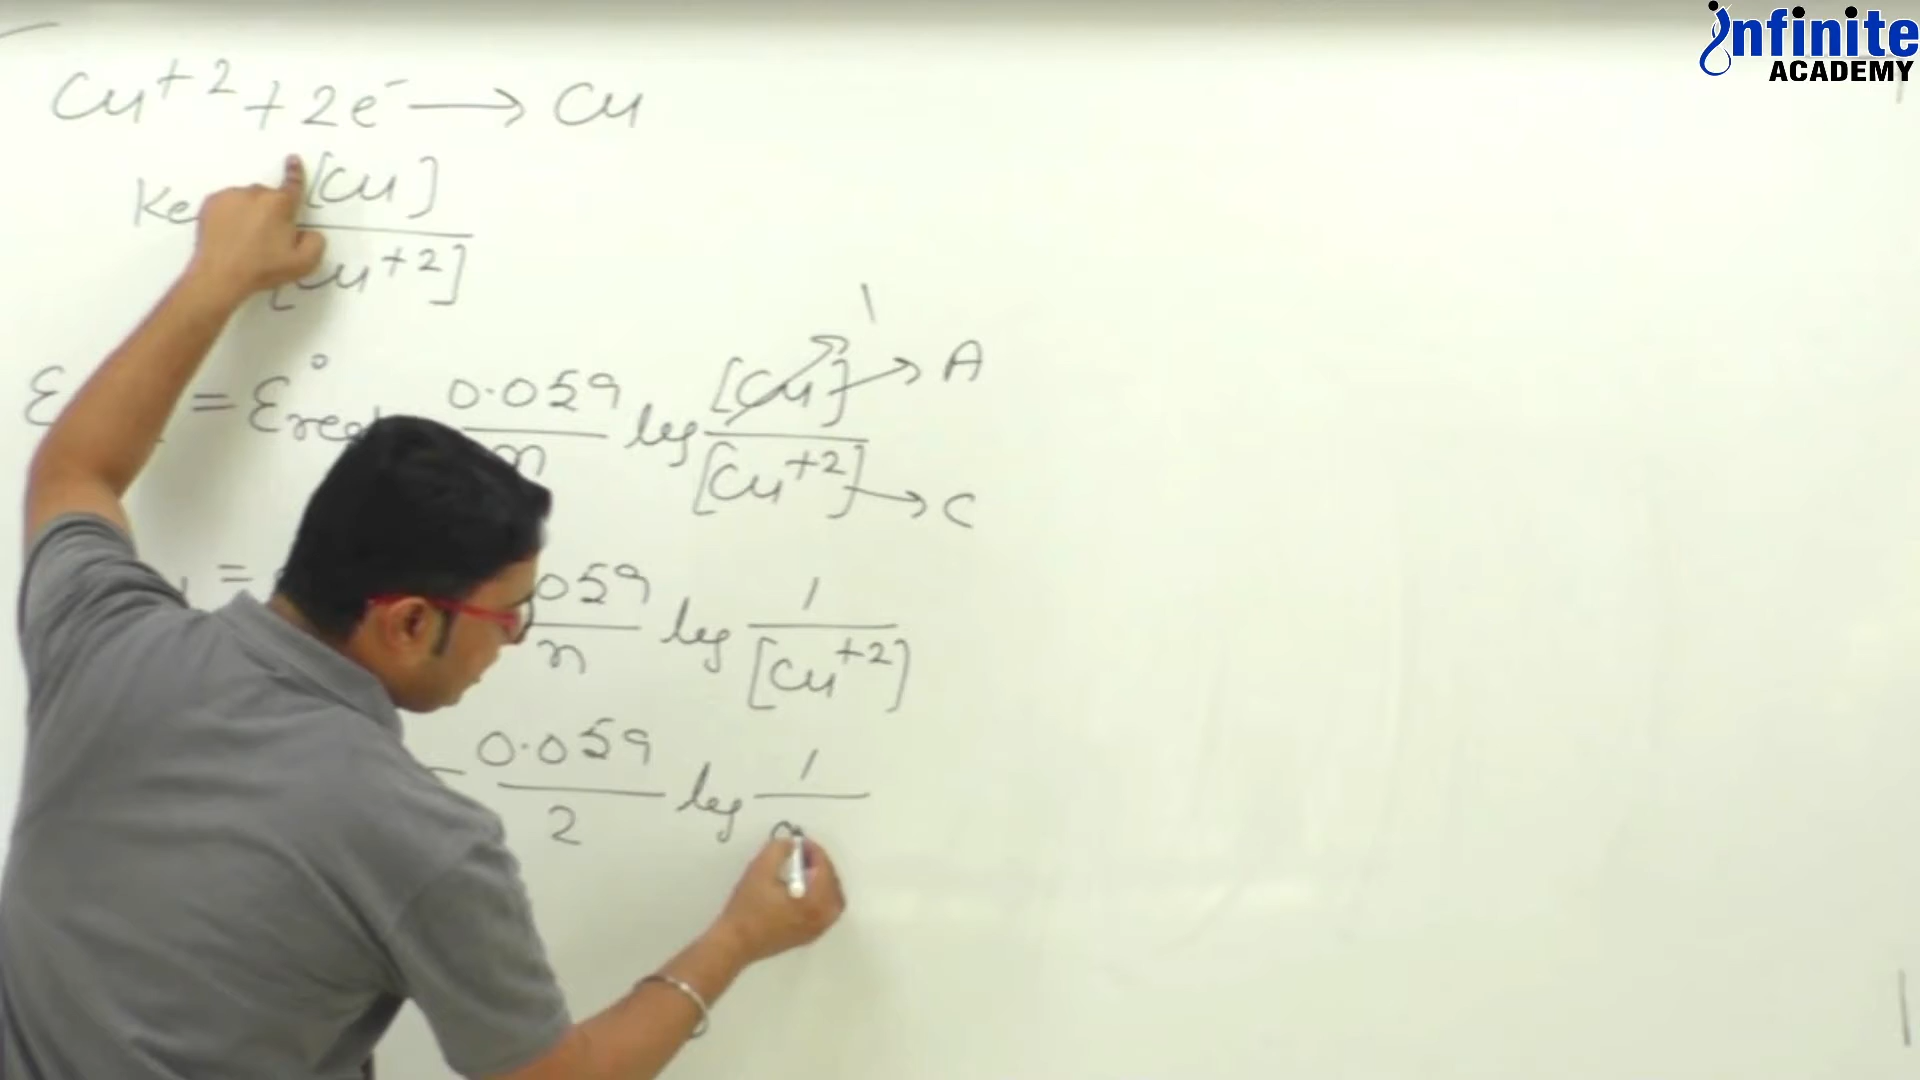 infinite
ACADEMY
Cu⁺² + 2e⁻ → Cu
[Cu]
Cu⁺²]
= E°red 0.059 log [Cu] → A
n [Cu⁺²] → C
1
= 059 log 1
n [Cu⁺²]
- 0.059 log 1
2